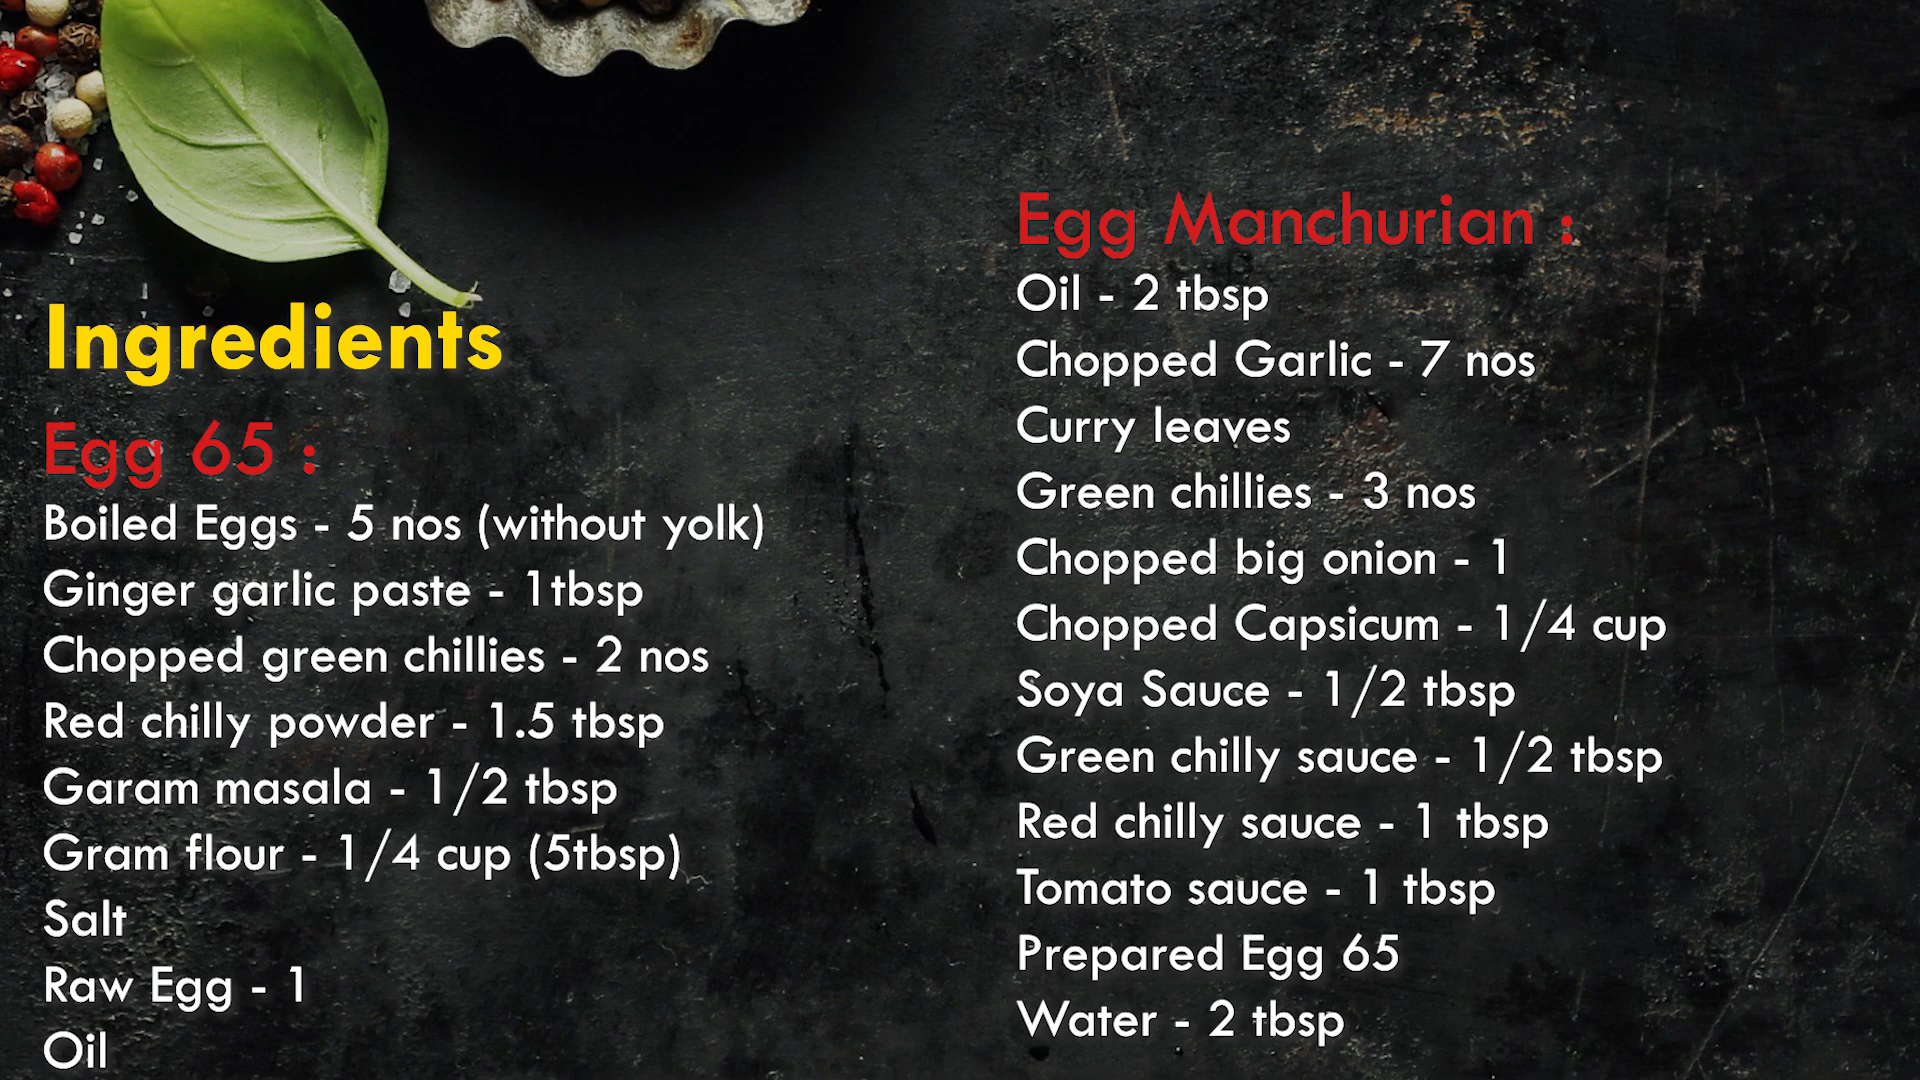 Ingredients
Egg 65 :
Boiled Eggs - 5 nos (without yolk)
Ginger garlic paste - 1tbsp
Chopped green chillies - 2 nos
Red chilly powder - 1.5 tbsp
Garam masala - 1/2 tbsp
Gram flour - 1/4 cup (5tbsp)
Salt
Raw Egg - 1
Oil
Egg Manchurian :
Oil - 2 tbsp
Chopped Garlic - 7 nos
Curry leaves
Green chillies - 3 nos
Chopped big onion - 1
Chopped Capsicum - 1/4 cup
Soya Sauce - 1/2 tbsp
Green chilly sauce - 1/2 tbsp
Red chilly sauce - 1 tbsp
Tomato sauce - 1 tbsp
Prepared Egg 65
Water - 2 tbsp